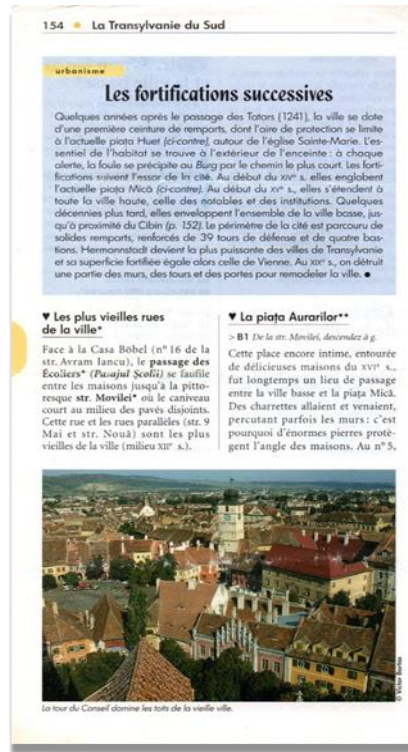 154 • La Transylvanie du Sud
urbanisme
Les fortifications successives
Quelques années après le passage des Tatars (1241), la ville se dote
d'une première ceinture de remparts, dont l'aire de protection se limite
à l'actuelle piața Huet (ci-contre), autour de l'église Sainte-Marie. L'es-
sentiel de l'habitat se trouve à l'extérieur de l'enceinte : à chaque
alerte, la foule se précipite au Burg par le chemin le plus court. Les forti-
fications suivent l'essor de la cité. Au début du XIVe s., elles englobent
l'actuelle piața Mică (ci-contre). Au début du XVe s., elles s'étendent à
toute la ville haute, celle des notables et des institutions. Quelques
décennies plus tard, elles enveloppent l'ensemble de la ville basse, jus-
qu'à proximité du Cibin (p. 152). Le périmètre de la cité est parcouru de
solides remparts, renforcés de 39 tours de défense et de quatre bas-
tions. Hermannstadt devient la plus puissante des villes de Transylvanie
et sa superficie fortifiée égale alors celle de Vienne. Au XIXe s., on détruit
une partie des murs, des tours et des portes pour remodeler la ville. •
♥ Les plus vieilles rues
de la ville*
Face à la Casa Böbel (n° 16 de la
str. Avram Iancu), le passage des
Écoliers* (Pasajul Școlii) se faufile
entre les maisons jusqu'à la pitto-
resque str. Movilei* où le caniveau
court au milieu des pavés disjoints.
Cette rue et les rues parallèles (str. 9
Mai et str. Nouă) sont les plus
vieilles de la ville (milieu XIIe s.).
♥ La piața Aurarilor**
> B1 De la str. Movilei, descendez à g.
Cette place encore intime, entourée
de délicieuses maisons du XVIe s.,
fut longtemps un lieu de passage
entre la ville basse et la piața Mică.
Des charrettes allaient et venaient,
percutant parfois les murs : c'est
pourquoi d'énormes pierres protè-
gent l'angle des maisons. Au n° 5,
La tour du Conseil domine les toits de la vieille ville.